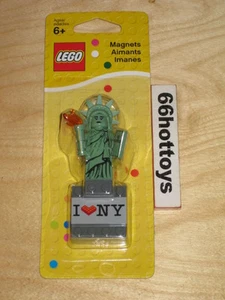 6+
LEGO
Magnets
Aimants
Imanes
66hottoys
I❤NY